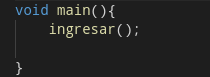 void main(){
    ingresar();
}